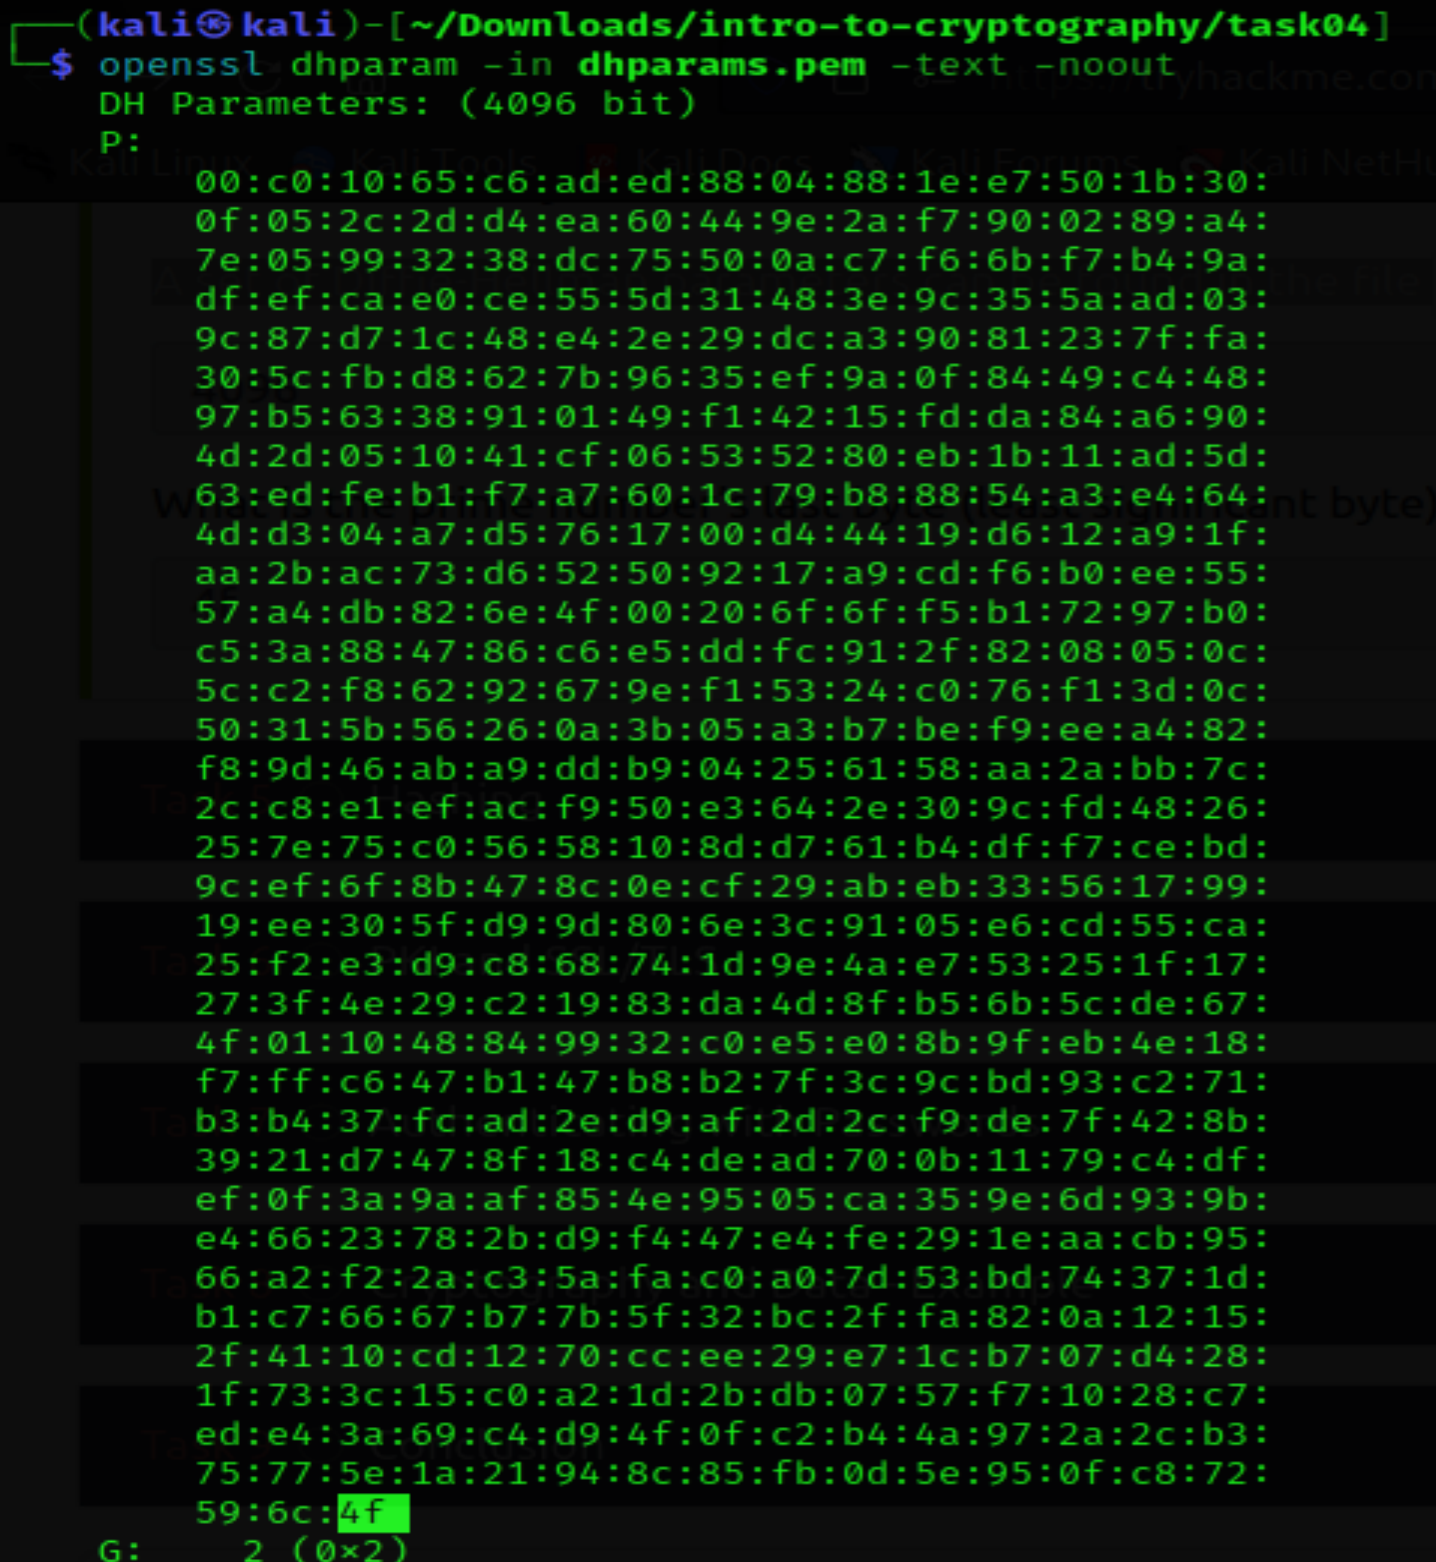 ┌──(kali㉿kali)-[~/Downloads/intro-to-cryptography/task04]
└─$ openssl dhparam -in dhparams.pem -text -noout
DH Parameters: (4096 bit)
P:
00:c0:10:65:c6:ad:ed:88:04:88:1e:e7:50:1b:30:
0f:05:2c:2d:d4:ea:60:44:9e:2a:f7:90:02:89:a4:
7e:05:99:32:38:dc:75:50:0a:c7:f6:6b:f7:b4:9a:
df:ef:ca:e0:ce:55:5d:31:48:3e:9c:35:5a:ad:03:
9c:87:d7:1c:48:e4:2e:29:dc:a3:90:81:23:7f:fa:
30:5c:fb:d8:62:7b:96:35:ef:9a:0f:84:49:c4:48:
97:b5:63:38:91:01:49:f1:42:15:fd:da:84:a6:90:
4d:2d:05:10:41:cf:06:53:52:80:eb:1b:11:ad:5d:
63:ed:fe:b1:f7:a7:60:1c:79:b8:88:54:a3:e4:64:
What is the prime number's last byte (least significant byte)
4d:d3:04:a7:d5:76:17:00:d4:44:19:d6:12:a9:1f:
aa:2b:ac:73:d6:52:50:92:17:a9:cd:f6:b0:ee:55:
57:a4:db:82:6e:4f:00:20:6f:6f:f5:b1:72:97:b0:
c5:3a:88:47:86:c6:e5:dd:fc:91:2f:82:08:05:0c:
5c:c2:f8:62:92:67:9e:f1:53:24:c0:76:f1:3d:0c:
50:31:5b:56:26:0a:3b:05:a3:b7:be:f9:ee:a4:82:
f8:9d:46:ab:a9:dd:b9:04:25:61:58:aa:2a:bb:7c:
2c:c8:e1:ef:ac:f9:50:e3:64:2e:30:9c:fd:48:26:
25:7e:75:c0:56:58:10:8d:d7:61:b4:df:f7:ce:bd:
9c:ef:6f:8b:47:8c:0e:cf:29:ab:eb:33:56:17:99:
19:ee:30:5f:d9:9d:80:6e:3c:91:05:e6:cd:55:ca:
25:f2:e3:d9:c8:68:74:1d:9e:4a:e7:53:25:1f:17:
27:3f:4e:29:c2:19:83:da:4d:8f:b5:6b:5c:de:67:
4f:01:10:48:84:99:32:c0:e5:e0:8b:9f:eb:4e:18:
f7:ff:c6:47:b1:47:b8:b2:7f:3c:9c:bd:93:c2:71:
b3:b4:37:fc:ad:2e:d9:af:2d:2c:f9:de:7f:42:8b:
39:21:d7:47:8f:18:c4:de:ad:70:0b:11:79:c4:df:
ef:0f:3a:9a:af:85:4e:95:05:ca:35:9e:6d:93:9b:
e4:66:23:78:2b:d9:f4:47:e4:fe:29:1e:aa:cb:95:
66:a2:f2:2a:c3:5a:fa:c0:a0:7d:53:bd:74:37:1d:
b1:c7:66:67:b7:7b:5f:32:bc:2f:fa:82:0a:12:15:
2f:41:10:cd:12:70:cc:ee:29:e7:1c:b7:07:d4:28:
1f:73:3c:15:c0:a2:1d:2b:db:07:57:f7:10:28:c7:
ed:e4:3a:69:c4:d9:4f:0f:c2:b4:4a:97:2a:2c:b3:
75:77:5e:1a:21:94:8c:85:fb:0d:5e:95:0f:c8:72:
59:6c:4f
G: 2 (0×2)